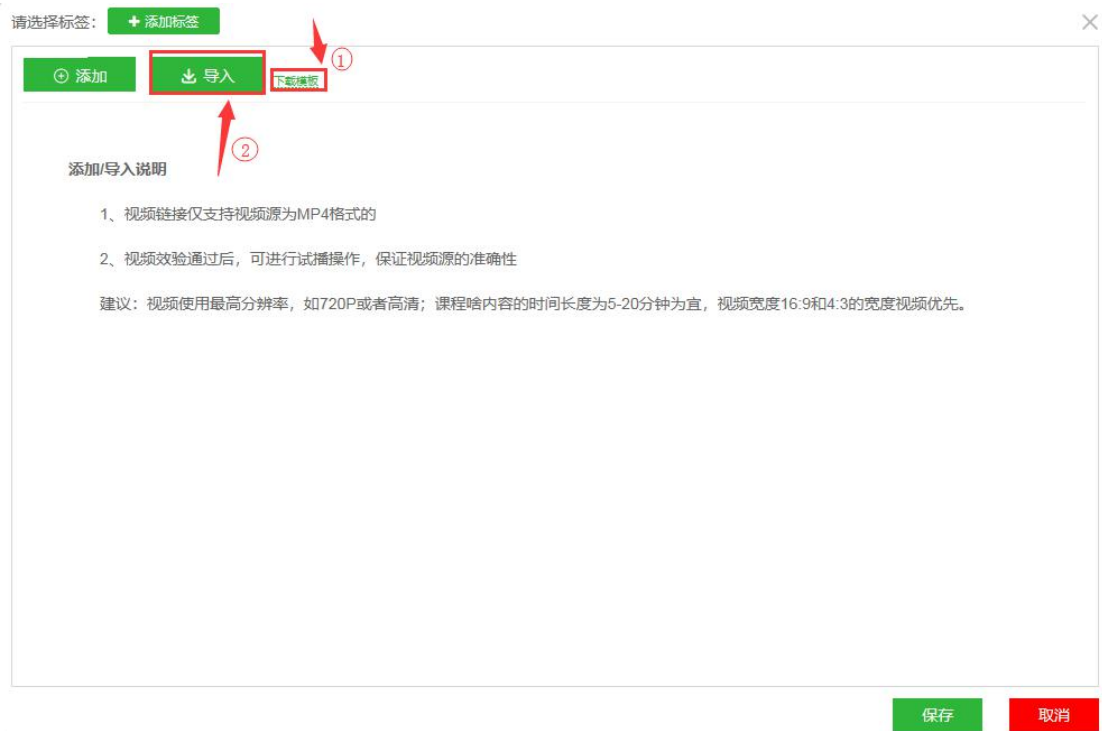 请选择标签: +添加标签
①
添加 导入 下载模板
②
添加/导入说明
1、视频链接仅支持视频源为MP4格式的
2、视频效验通过后，可进行试播操作，保证视频源的准确性
建议：视频使用最高分辨率，如720P或者高清；课程啥内容的时间长度为5-20分钟为宜，视频宽度16:9和4:3的宽度视频优先。
保存 取消